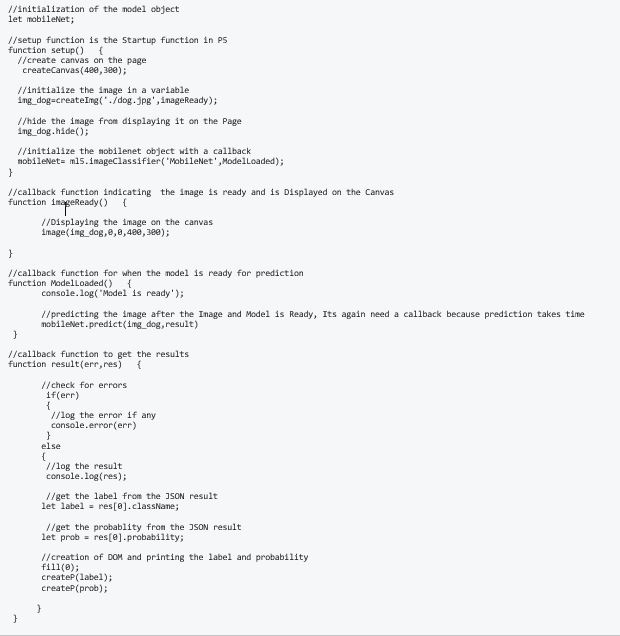 //initialization of the model object
let mobileNet;
//setup function is the Startup function in P5
function setup()   {
  //create canvas on the page
   createCanvas(400,300);
  //initialize the image in a variable
  img_dog=createImg('./dog.jpg',imageReady);
  //hide the image from displaying it on the Page
  img_dog.hide();
  //initialize the mobilenet object with a callback
  mobileNet= ml5.imageClassifier('MobileNet',ModelLoaded);
}
//callback function indicating  the image is ready and is Displayed on the Canvas
function imageReady()   {
       //Displaying the image on the canvas
       image(img_dog,0,0,400,300);
}
//callback function for when the model is ready for prediction
function ModelLoaded()   {
       console.log('Model is ready');
       //predicting the image after the Image and Model is Ready, Its again need a callback because prediction takes time
       mobileNet.predict(img_dog,result)
 }
//callback function to get the results
function result(err,res)   {
       //check for errors
        if(err)
        {
         //log the error if any
         console.error(err)
        }
       else
       {
        //log the result
        console.log(res);
        //get the label from the JSON result
       let label = res[0].className;
        //get the probablity from the JSON result
       let prob = res[0].probability;
       //creation of DOM and printing the label and probability
       fill(0);
       createP(label);
       createP(prob);
      }
 }